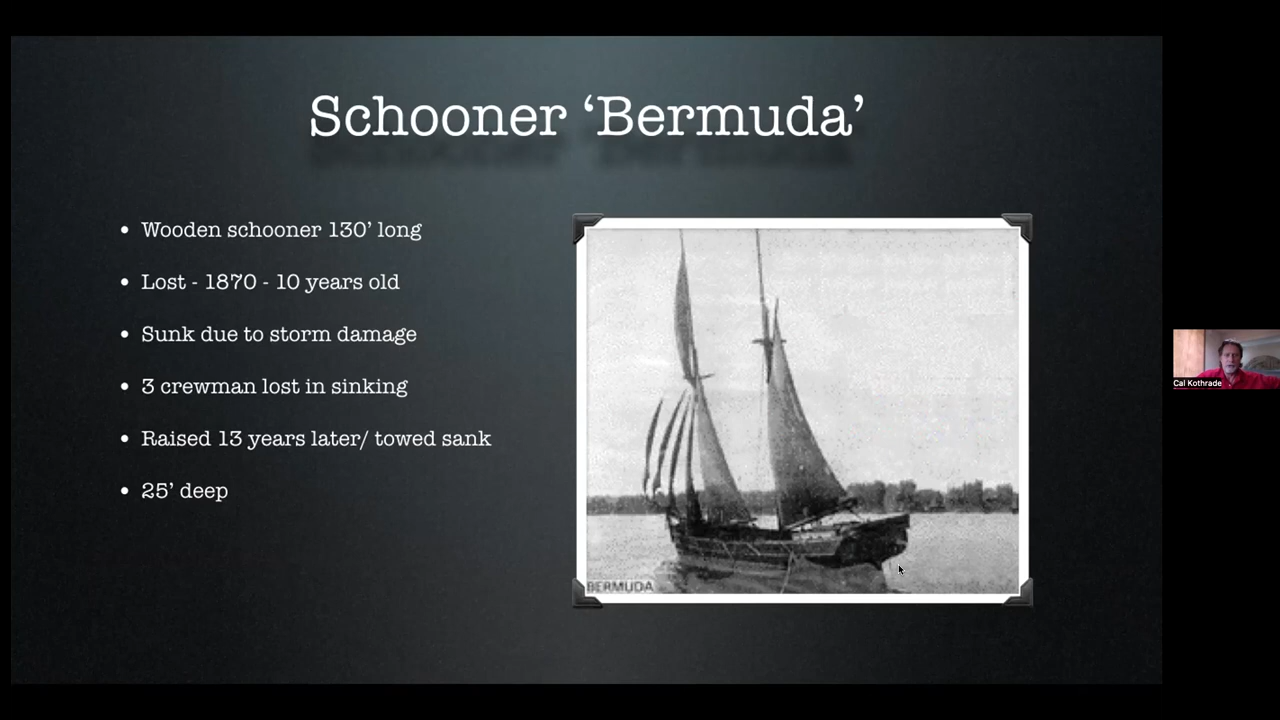 Schooner ‘Bermuda’
• Wooden schooner 130’ long
• Lost - 1870 - 10 years old
• Sunk due to storm damage
• 3 crewman lost in sinking
• Raised 13 years later/ towed sank
• 25’ deep
BERMUDA
Cal Kothrade